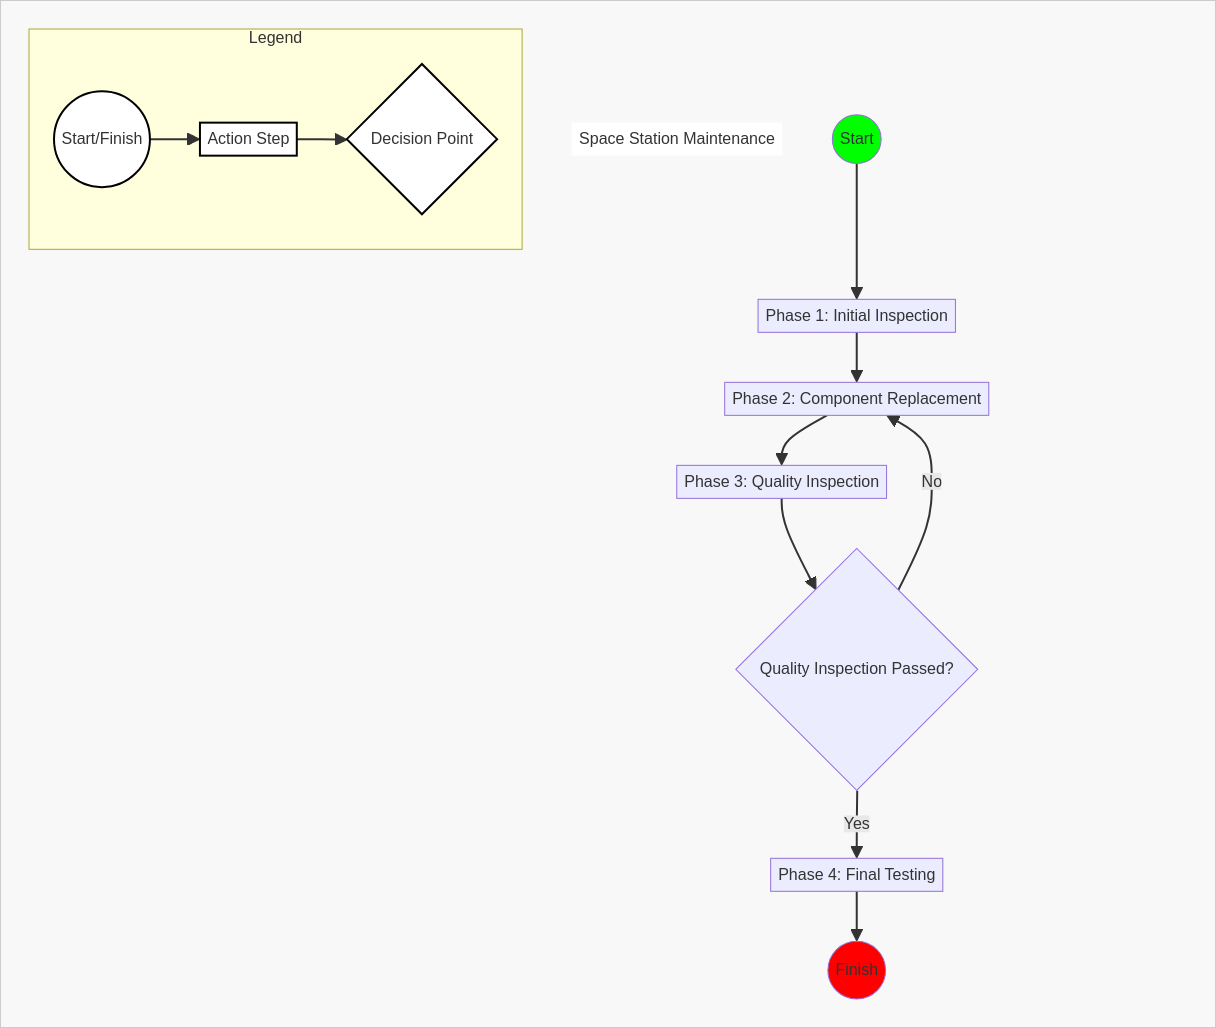 Legend
Start/Finish
Action Step
Decision Point
Space Station Maintenance
Start
Phase 1: Initial Inspection
Phase 2: Component Replacement
Phase 3: Quality Inspection
No
Quality Inspection Passed?
Yes
Phase 4: Final Testing
Finish